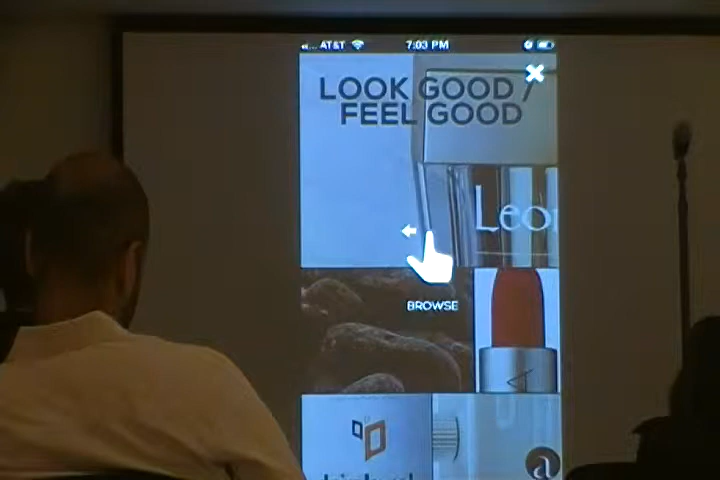 AT&T 7:03 PM
LOOK GOOD /
FEEL GOOD
Leo
BROWSE
a